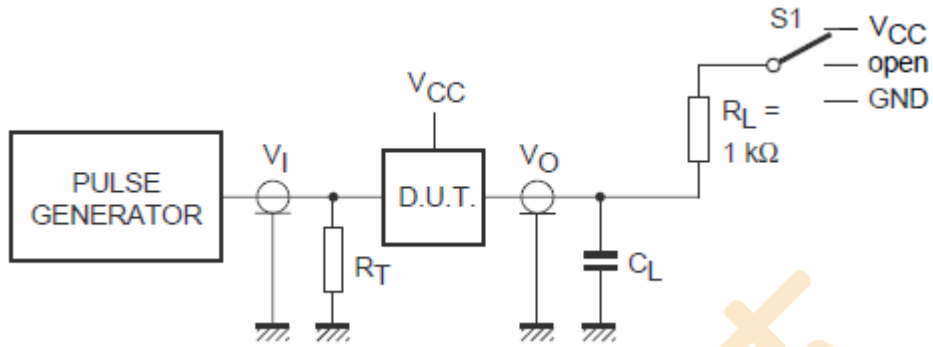 S1
VCC
open
GND
VCC
RL =
1 kΩ
VI
VO
PULSE
GENERATOR
D.U.T.
RT
CL